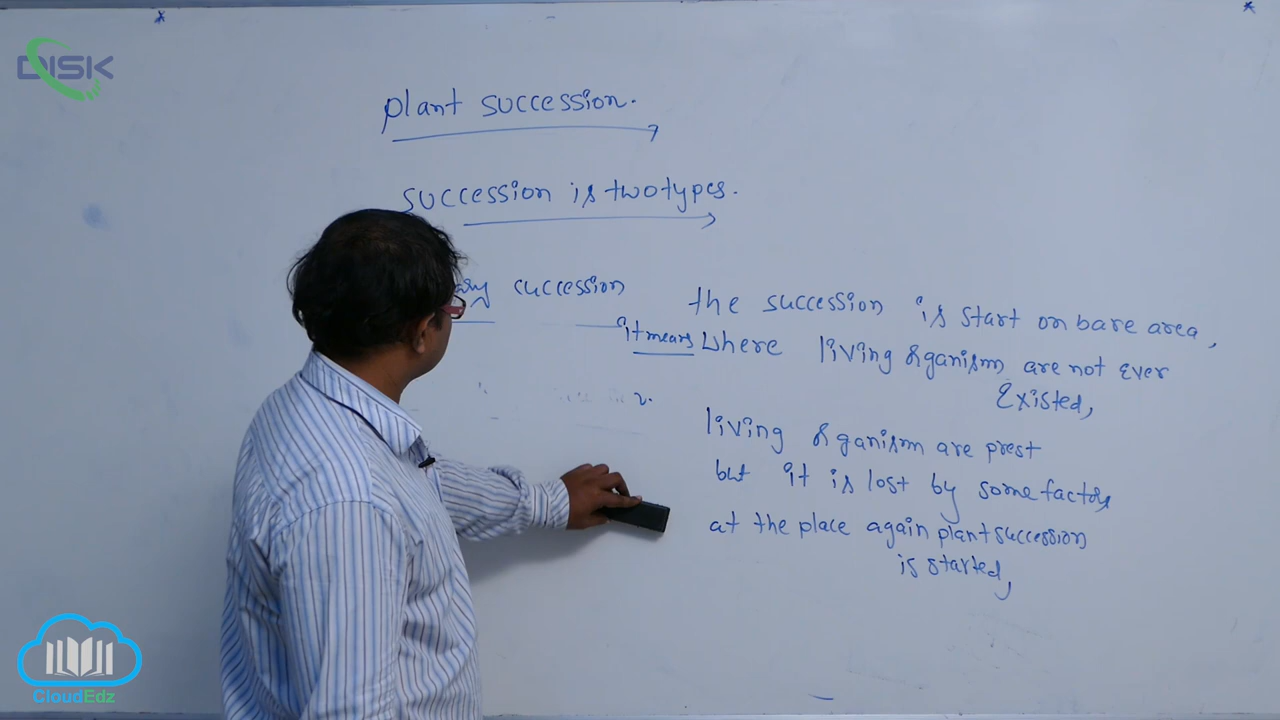 DISK
plant succession.
succession is two types.
succession
the succession is start on bare area,
it means where living organism are not ever
Existed,
2.
living organism are prest
but it is lost by some factors
at the place again plant succession
is started,
CloudEdz